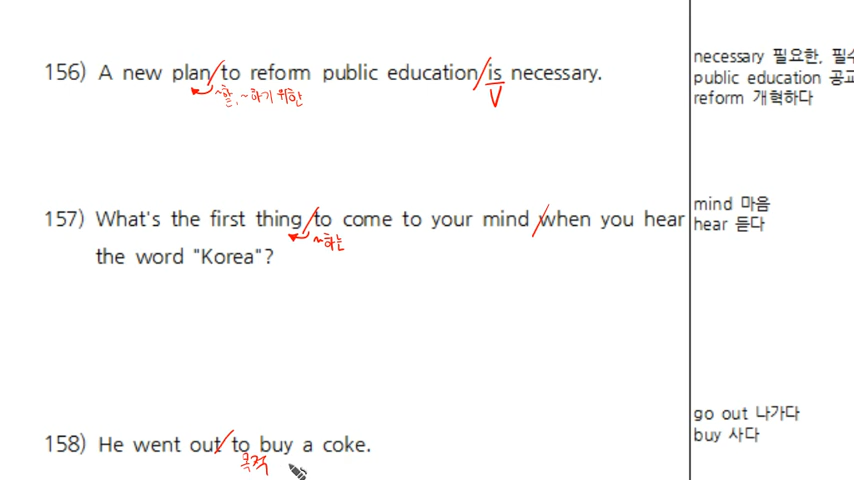 156) A new plan to reform public education is necessary.
~할, ~하기 위한
V
necessary 필요한, 필수
public education 공교
reform 개혁하다
157) What's the first thing to come to your mind when you hear
~하는
the word "Korea"?
mind 마음
hear 듣다
158) He went out to buy a coke.
목적
go out 나가다
buy 사다